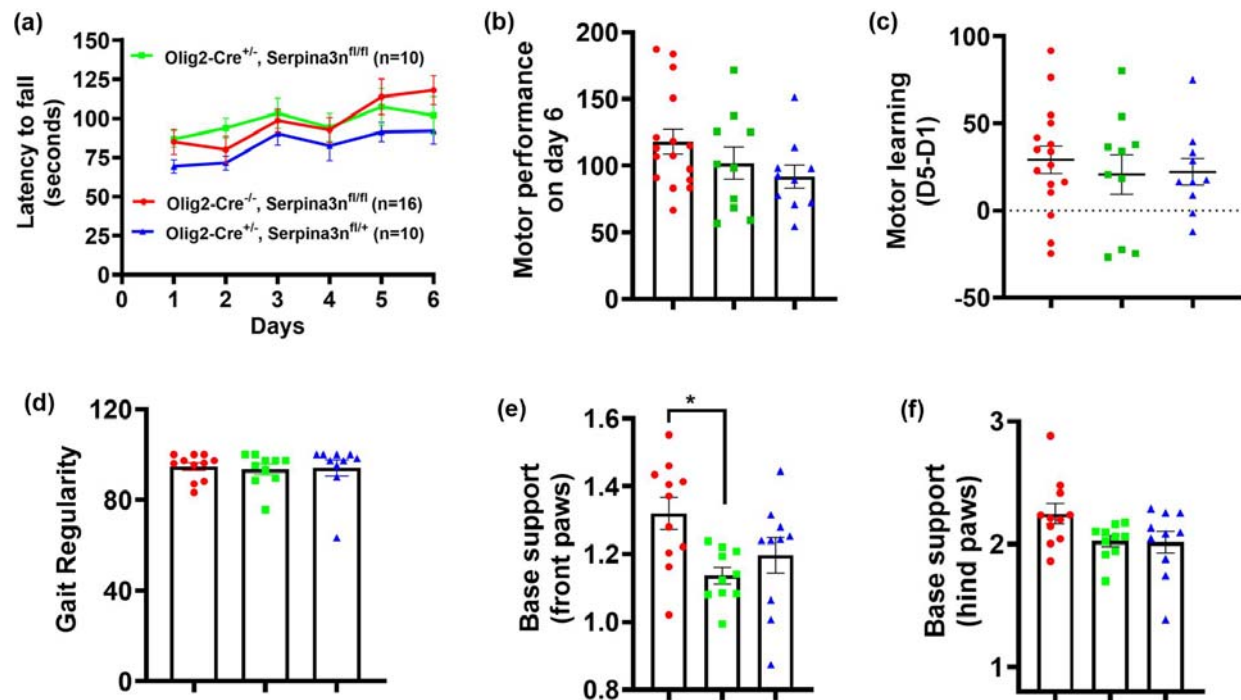 (a)
150
125
100
75
50
25
0
Latency to fall
(seconds)
Olig2-Cre+/-, Serpina3nfl/fl (n=10)
Olig2-Cre-/-, Serpina3nfl/fl (n=16)
Olig2-Cre+/-, Serpina3nfl/+ (n=10)
0 1 2 3 4 5 6
Days
(b)
200
150
100
50
0
Motor performance
on day 6
(c)
100
50
0
-50
Motor learning
(D5-D1)
(d)
120
80
40
0
Gait Regularity
(e)
1.6
1.4
1.2
1.0
0.8
Base support
(front paws)
*
(f)
3
2
1
Base support
(hind paws)